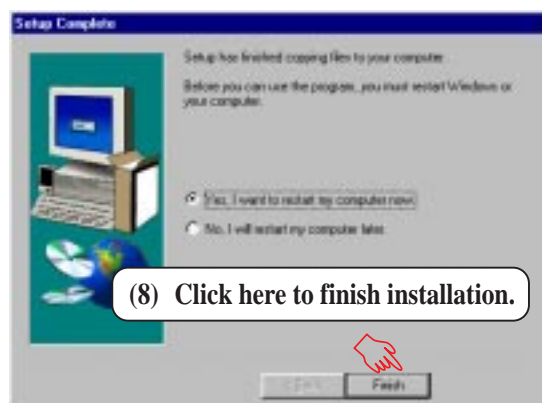 Setup Complete
Setup has finished copying files to your computer.
Before you can use the program, you must restart Windows or
your computer.
Yes, I want to restart my computer now.
No, I will restart my computer later.
(8) Click here to finish installation.
< Back
Finish